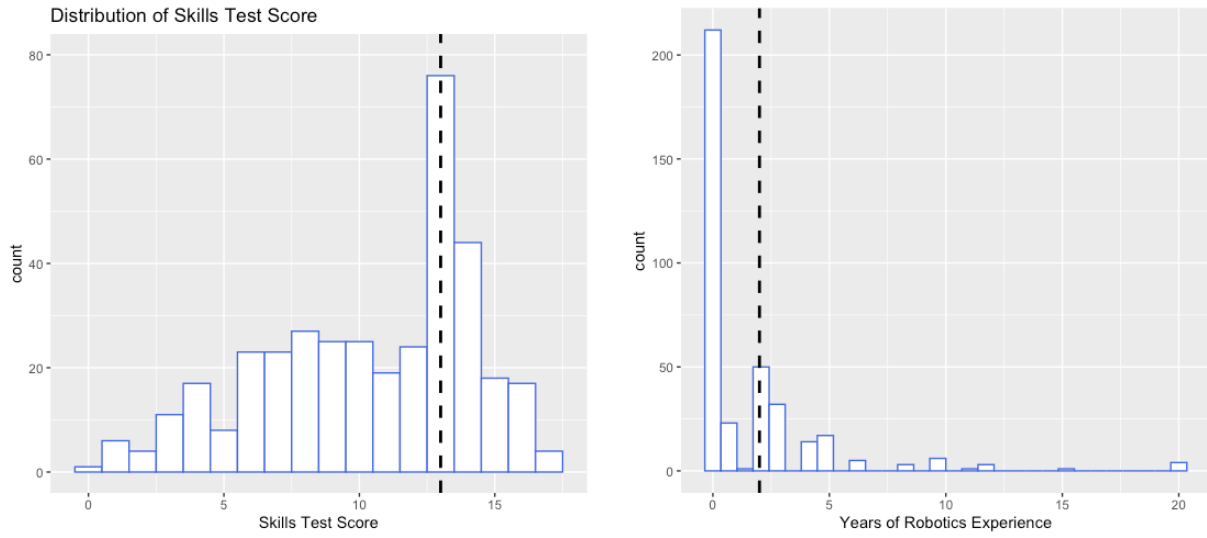 Distribution of Skills Test Score
80
60
40
20
0
count
0 5 10 15
Skills Test Score
200
150
100
50
0
count
0 5 10 15 20
Years of Robotics Experience